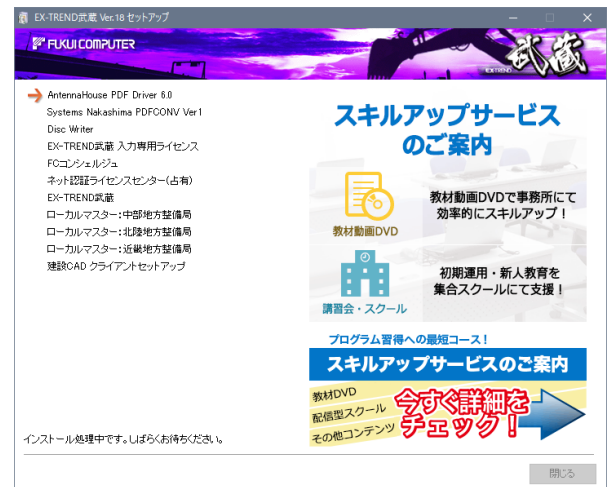 EX-TREND武蔵 Ver.18 セットアップ
FUKUI COMPUTER
EX-TREND 武蔵
AntennaHouse PDF Driver 6.0
Systems Nakashima PDFCONV Ver1
Disc Writer
EX-TREND武蔵 入力専用ライセンス
FCコンシェルジュ
ネット認証ライセンスセンター(占有)
EX-TREND武蔵
ローカルマスター:中部地方整備局
ローカルマスター:北陸地方整備局
ローカルマスター:近畿地方整備局
建設CAD クライアントセットアップ
インストール処理中です。しばらくお待ちください。
スキルアップサービス
のご案内
教材動画DVD
教材動画DVDで事務所にて
効率的にスキルアップ!
講習会・スクール
初期運用・新人教育を
集合スクールにて支援!
プログラム習得への最短コース!
スキルアップサービスのご案内
教材DVD
配信型スクール
その他コンテンツ
今すぐ詳細を
チェック!
閉じる